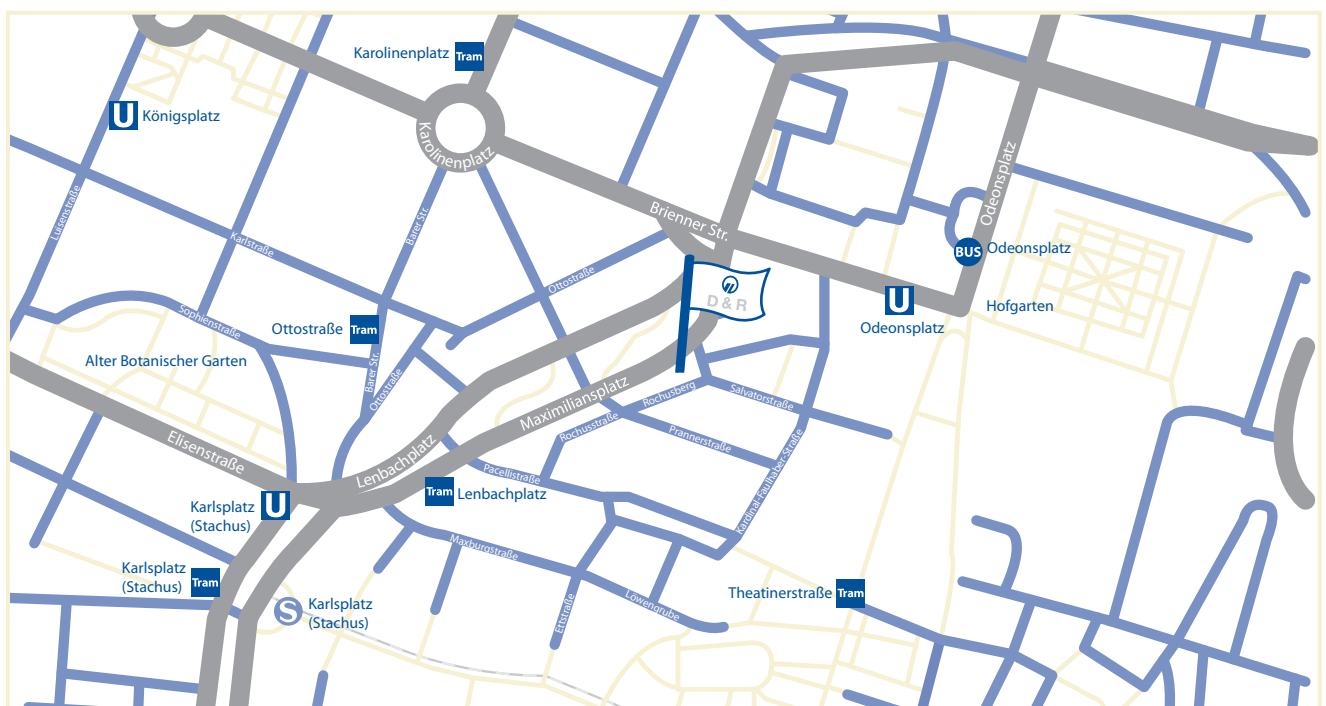 Karolinenplatz
Tram
U
Königsplatz
Karolinenplatz
Luisenstraße
Karlstraße
Barer Str.
Brienner Str.
Odeonsplatz
BUS
Odeonsplatz
Ottostraße
Sophienstraße
Ottostraße
Tram
D & R
U
Odeonsplatz
Hofgarten
Alter Botanischer Garten
Barer Str.
Ottostraße
Maximiliansplatz
Rochusberg
Salvatorstraße
Rochusstraße
Prannerstraße
Elisenstraße
Lenbachplatz
Pacellistraße
Kardinal-Faulhaber-Straße
Tram
Lenbachplatz
Karlsplatz
(Stachus)
U
Maxburgstraße
Karlsplatz
(Stachus)
Tram
S
Karlsplatz
(Stachus)
Ettstraße
Löwengrube
Theatinerstraße
Tram